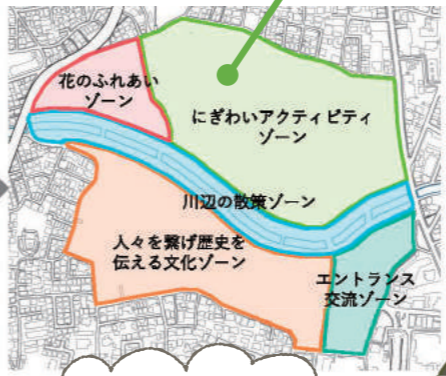 花のふれあい
ゾーン
にぎわいアクティビティ
ゾーン
川辺の散策ゾーン
人々を繋げ歴史を
伝える文化ゾーン
エントランス
交流ゾーン